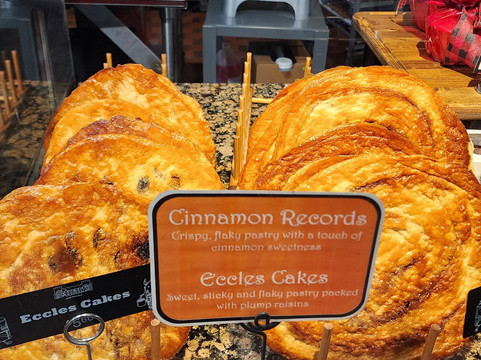 Cinnamon Records
Crispy, flaky pastry with a touch of
cinnamon sweetness
Eccles Cakes
Sweet, sticky and flaky pastry packed
with plump raisins
Eccles Cakes